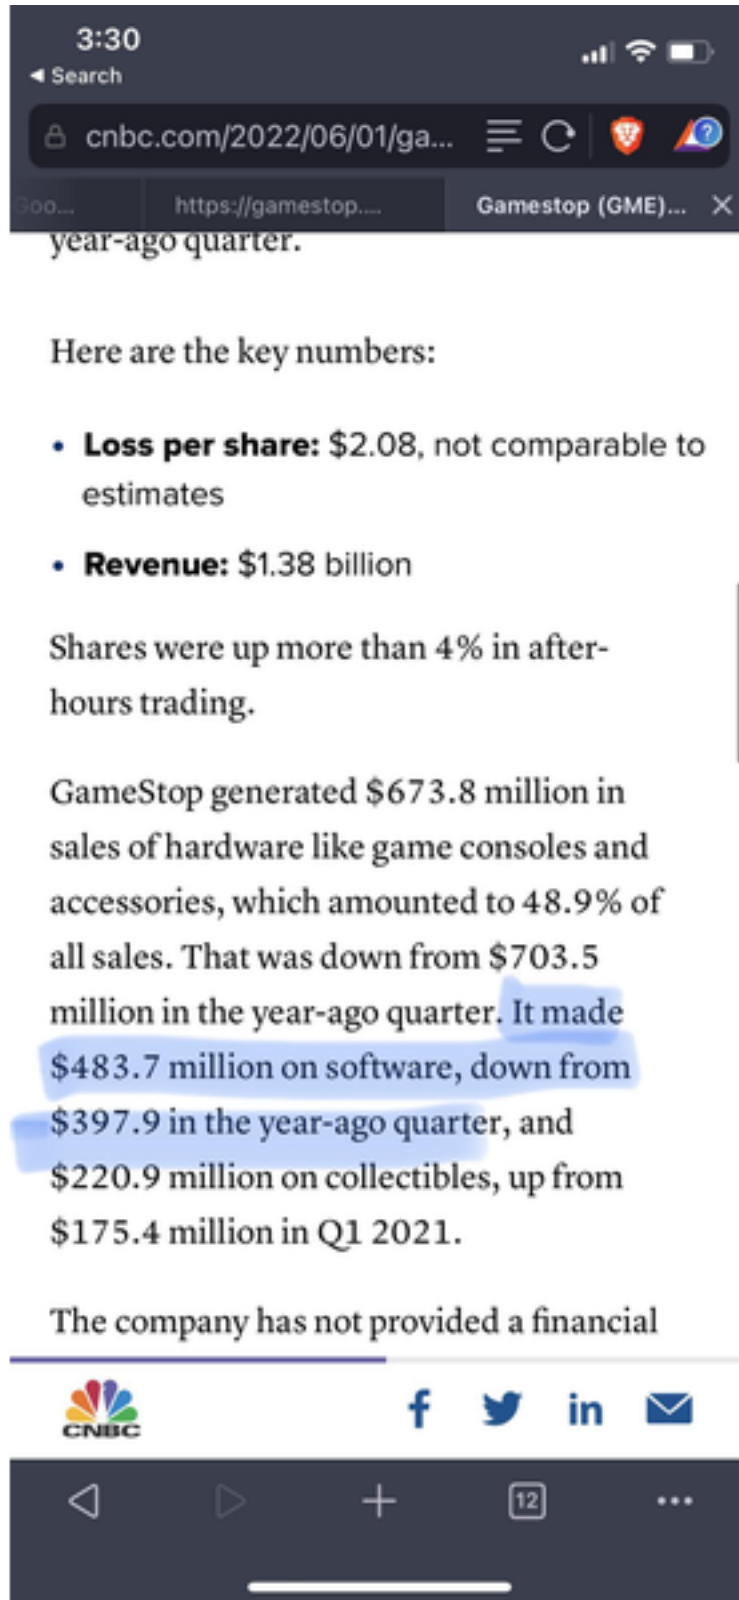 3:30
◀ Search
cnbc.com/2022/06/01/ga...
Goo...
https://gamestop....
Gamestop (GME)...
year-ago quarter.
Here are the key numbers:
• Loss per share: $2.08, not comparable to
estimates
• Revenue: $1.38 billion
Shares were up more than 4% in after-
hours trading.
GameStop generated $673.8 million in
sales of hardware like game consoles and
accessories, which amounted to 48.9% of
all sales. That was down from $703.5
million in the year-ago quarter. It made
$483.7 million on software, down from
$397.9 in the year-ago quarter, and
$220.9 million on collectibles, up from
$175.4 million in Q1 2021.
The company has not provided a financial
CNBC
12